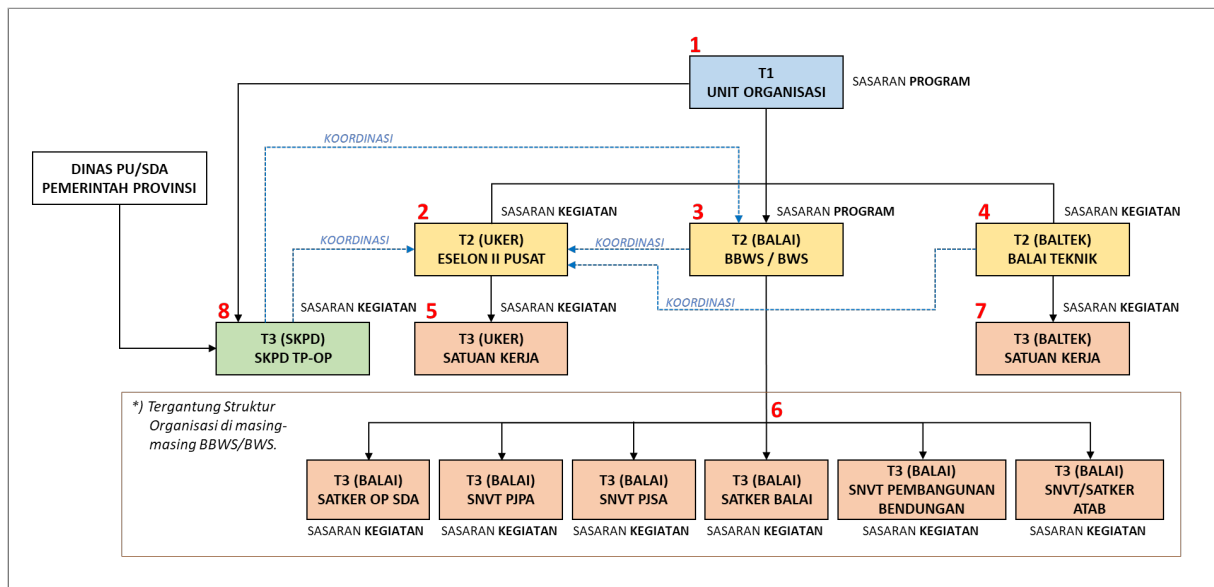 1
T1
UNIT ORGANISASI
SASARAN PROGRAM
KOORDINASI
DINAS PU/SDA
PEMERINTAH PROVINSI
2
SASARAN KEGIATAN
3
SASARAN PROGRAM
4
SASARAN KEGIATAN
KOORDINASI
T2 (UKER)
ESELON II PUSAT
KOORDINASI
T2 (BALAI)
BBWS / BWS
T2 (BALTEK)
BALAI TEKNIK
KOORDINASI
8
SASARAN KEGIATAN
5
SASARAN KEGIATAN
7
SASARAN KEGIATAN
T3 (SKPD)
SKPD TP-OP
T3 (UKER)
SATUAN KERJA
T3 (BALTEK)
SATUAN KERJA
*) Tergantung Struktur
Organisasi di masing-
masing BBWS/BWS.
6
T3 (BALAI)
SATKER OP SDA
SASARAN KEGIATAN
T3 (BALAI)
SNVT PJPA
SASARAN KEGIATAN
T3 (BALAI)
SNVT PJSA
SASARAN KEGIATAN
T3 (BALAI)
SATKER BALAI
SASARAN KEGIATAN
T3 (BALAI)
SNVT PEMBANGUNAN
BENDUNGAN
SASARAN KEGIATAN
T3 (BALAI)
SNVT/SATKER
ATAB
SASARAN KEGIATAN